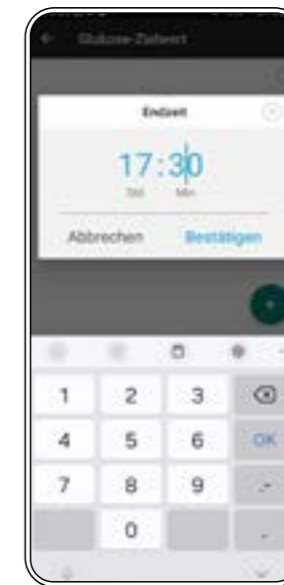 Glukose-Zielwert
Endzeit
17:30
Std Min
Abbrechen Bestätigen
1 2 3
4 5 6 OK
7 8 9 .-
0 .